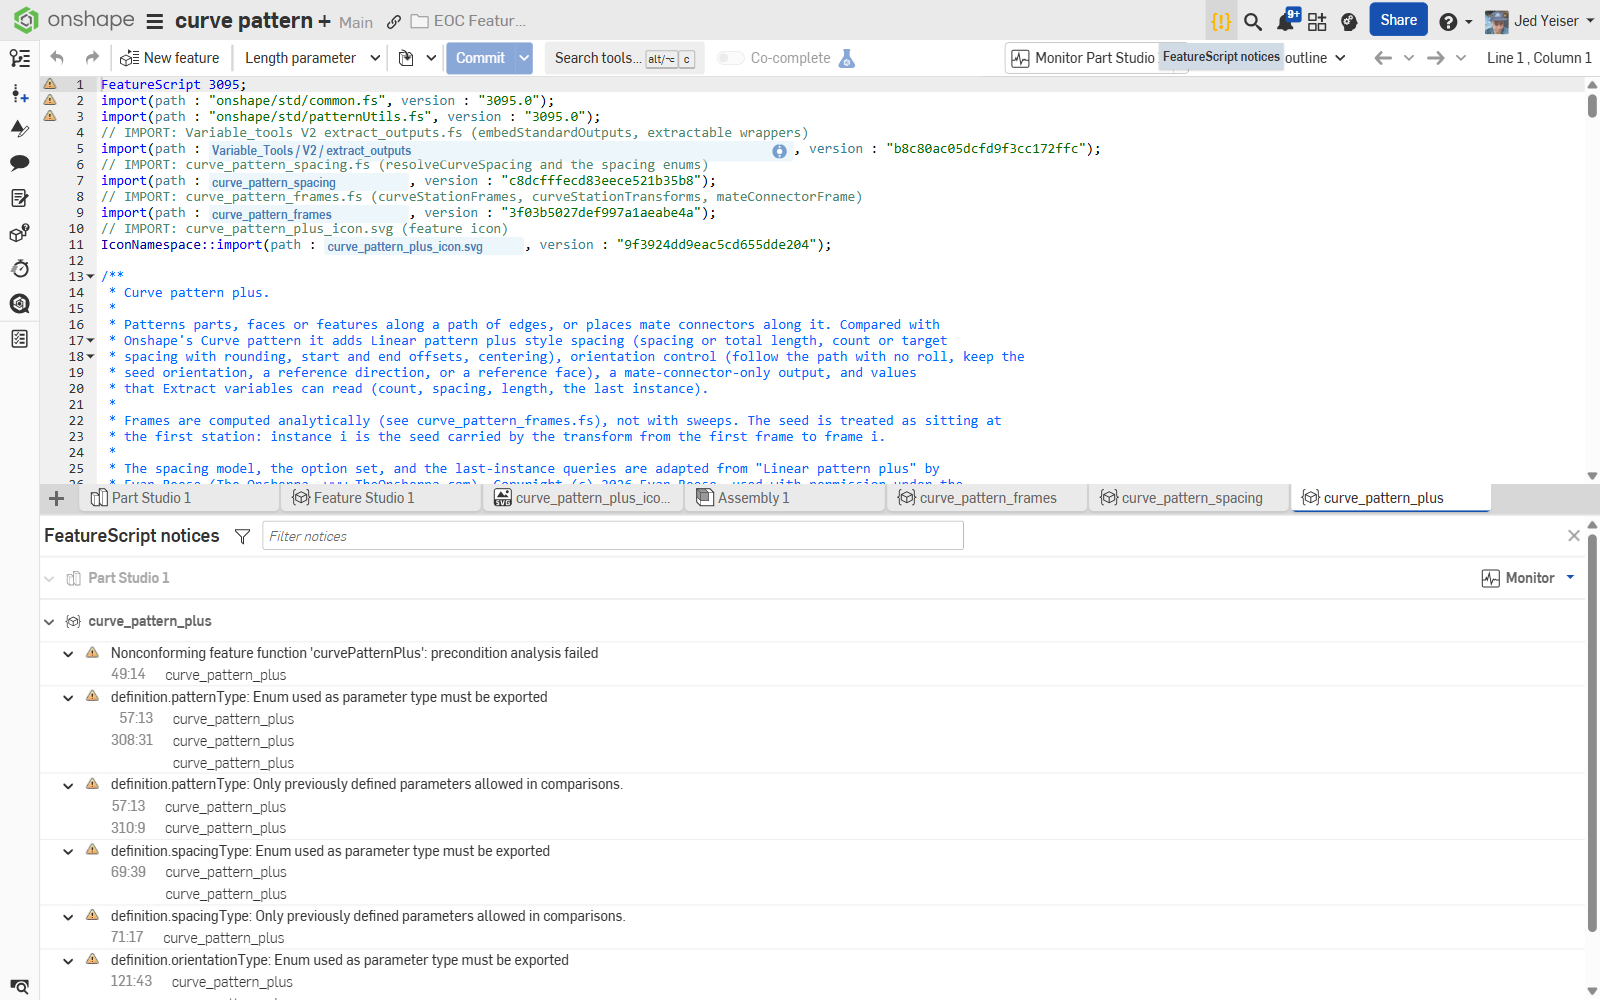 onshape
curve pattern +
Main
EOC Featur...
9+
Share
Jed Yeiser
New feature
Length parameter
Commit
Search tools...
alt/⌥
c
Co-complete
Monitor Part Studio
FeatureScript notices
outline
Line 1 , Column 1
1 FeatureScript 3095;
2 import(path : "onshape/std/common.fs", version : "3095.0");
3 import(path : "onshape/std/patternUtils.fs", version : "3095.0");
4 // IMPORT: Variable_tools V2 extract_outputs.fs (embedStandardOutputs, extractable wrappers)
5 import(path : Variable_Tools / V2 / extract_outputs , version : "b8c80ac05dcfd9f3cc172ffc");
6 // IMPORT: curve_pattern_spacing.fs (resolveCurveSpacing and the spacing enums)
7 import(path : curve_pattern_spacing , version : "c8dcfffecd83eece521b35b8");
8 // IMPORT: curve_pattern_frames.fs (curveStationFrames, curveStationTransforms, mateConnectorFrame)
9 import(path : curve_pattern_frames , version : "3f03b5027def997a1aeabe4a");
10 // IMPORT: curve_pattern_plus_icon.svg (feature icon)
11 IconNamespace::import(path : curve_pattern_plus_icon.svg , version : "9f3924dd9eac5cd655dde204");
12
13 /**
14 * Curve pattern plus.
15 *
16 * Patterns parts, faces or features along a path of edges, or places mate connectors along it. Compared with
17 * Onshape's Curve pattern it adds Linear pattern plus style spacing (spacing or total length, count or target
18 * spacing with rounding, start and end offsets, centering), orientation control (follow the path with no roll, keep the
19 * seed orientation, a reference direction, or a reference face), a mate-connector-only output, and values
20 * that Extract variables can read (count, spacing, length, the last instance).
21 *
22 * Frames are computed analytically (see curve_pattern_frames.fs), not with sweeps. The seed is treated as sitting at
23 * the first station: instance i is the seed carried by the transform from the first frame to frame i.
24 *
25 * The spacing model, the option set, and the last-instance queries are adapted from "Linear pattern plus" by
Part Studio 1
Feature Studio 1
SVG
curve_pattern_plus_ico...
Assembly 1
curve_pattern_frames
curve_pattern_spacing
curve_pattern_plus
FeatureScript notices
Filter notices
Part Studio 1
Monitor
curve_pattern_plus
Nonconforming feature function 'curvePatternPlus': precondition analysis failed
49:14 curve_pattern_plus
definition.patternType: Enum used as parameter type must be exported
57:13 curve_pattern_plus
308:31 curve_pattern_plus
curve_pattern_plus
definition.patternType: Only previously defined parameters allowed in comparisons.
57:13 curve_pattern_plus
310:9 curve_pattern_plus
definition.spacingType: Enum used as parameter type must be exported
69:39 curve_pattern_plus
curve_pattern_plus
definition.spacingType: Only previously defined parameters allowed in comparisons.
71:17 curve_pattern_plus
definition.orientationType: Enum used as parameter type must be exported
121:43 curve_pattern_plus